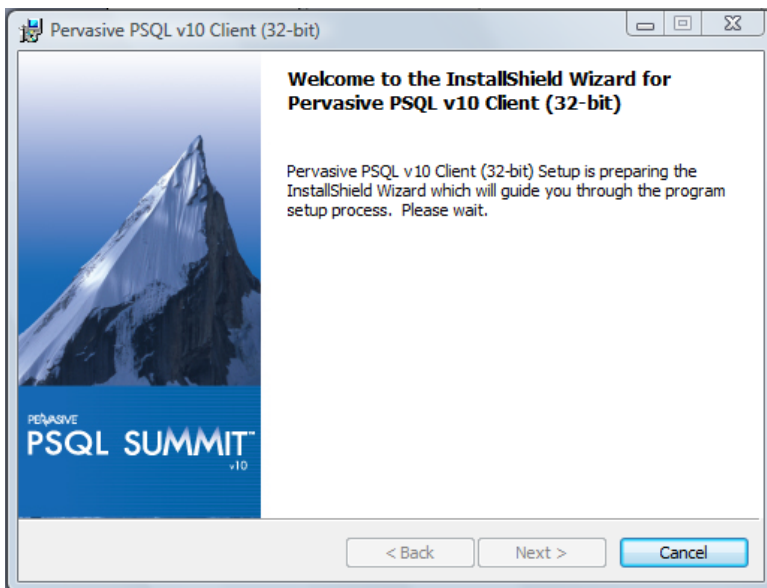 Pervasive PSQL v10 Client (32-bit)
Welcome to the InstallShield Wizard for
Pervasive PSQL v10 Client (32-bit)
Pervasive PSQL v10 Client (32-bit) Setup is preparing the
InstallShield Wizard which will guide you through the program
setup process. Please wait.
PERVASIVE
PSQL SUMMIT™
v10
< Back
Next >
Cancel